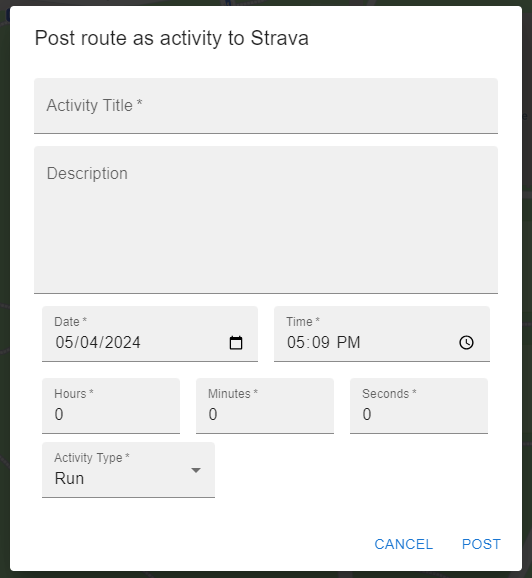 Post route as activity to Strava
Activity Title *
Description
Date * Time *
05/04/2024 05:09 PM
Hours * Minutes * Seconds *
0 0 0
Activity Type *
Run
CANCEL POST